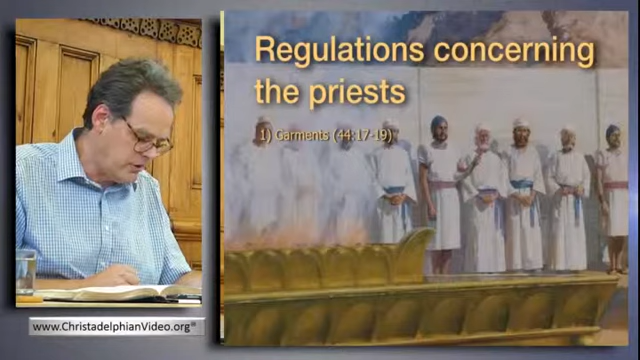 Regulations concerning
the priests
1) Garments (44:17-19)
www.ChristadelphianVideo.org